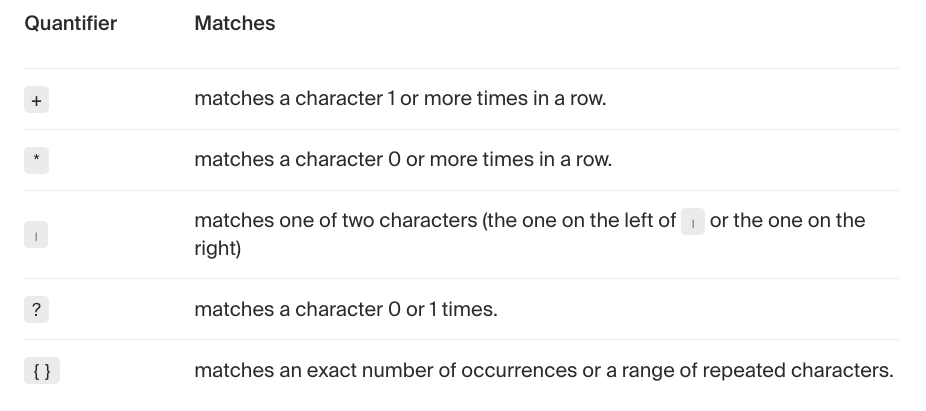 Quantifier Matches
+ matches a character 1 or more times in a row.
* matches a character 0 or more times in a row.
| matches one of two characters (the one on the left of | or the one on the
right)
? matches a character 0 or 1 times.
{ } matches an exact number of occurrences or a range of repeated characters.